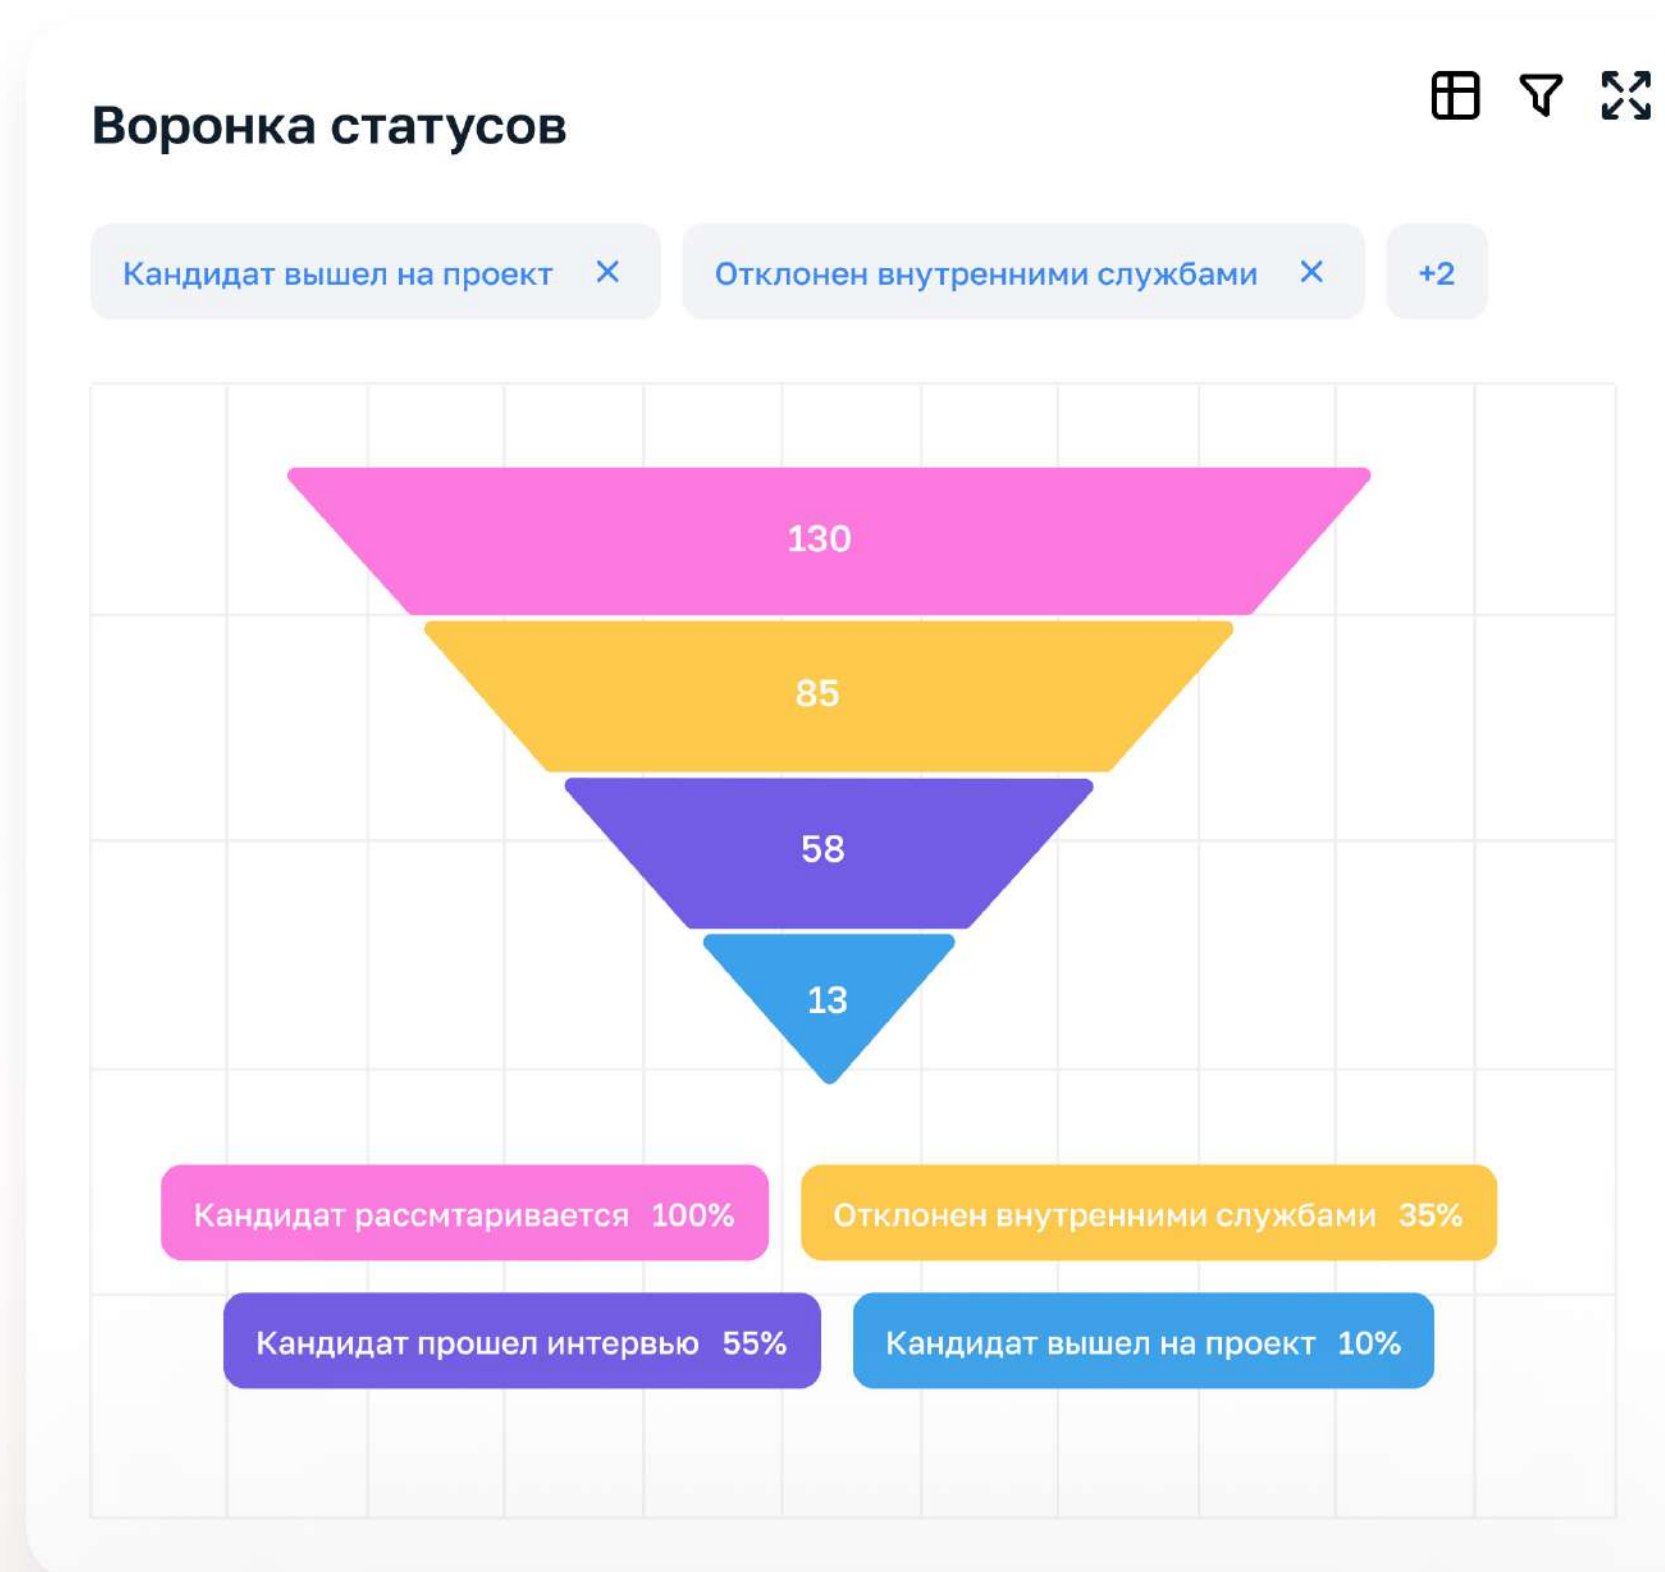 Воронка статусов
Кандидат вышел на проект
Отклонен внутренними службами
+2
130
85
58
13
Кандидат рассмтаривается 100%
Отклонен внутренними службами 35%
Кандидат прошел интервью 55%
Кандидат вышел на проект 10%